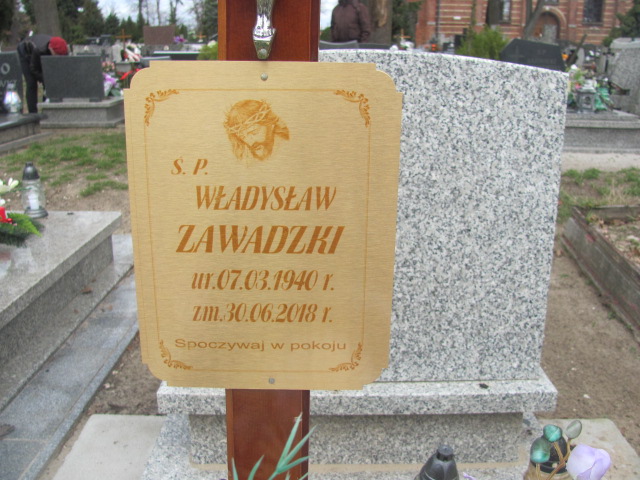 S. P.
WŁADYSŁAW
ZAWADZKI
ur.07.03.1940 r.
zm.30.06.2018 r.
Spoczywaj w pokoju